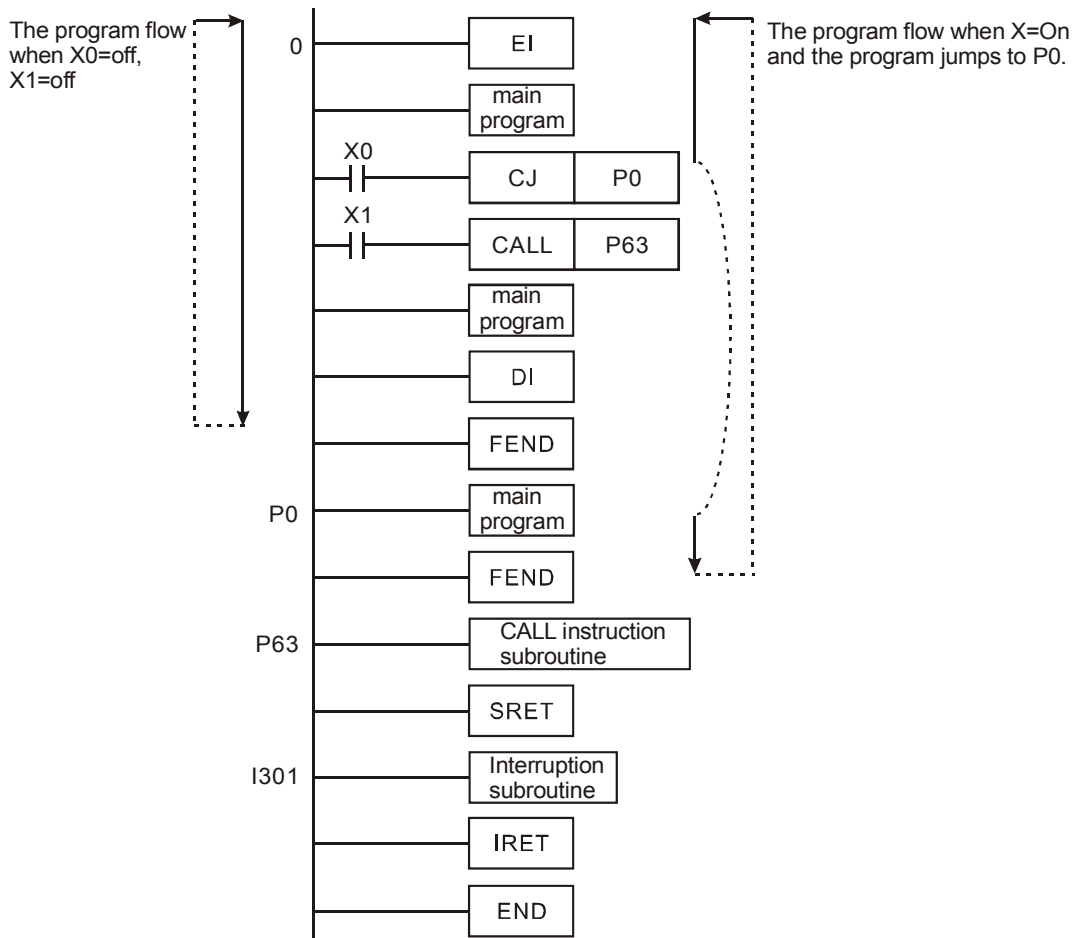 The program flow
when X0=off,
X1=off
The program flow when X=On
and the program jumps to P0.
0
EI
main
program
X0
CJ P0
X1
CALL P63
main
program
DI
FEND
P0
main
program
FEND
P63
CALL instruction
subroutine
SRET
I301
Interruption
subroutine
IRET
END